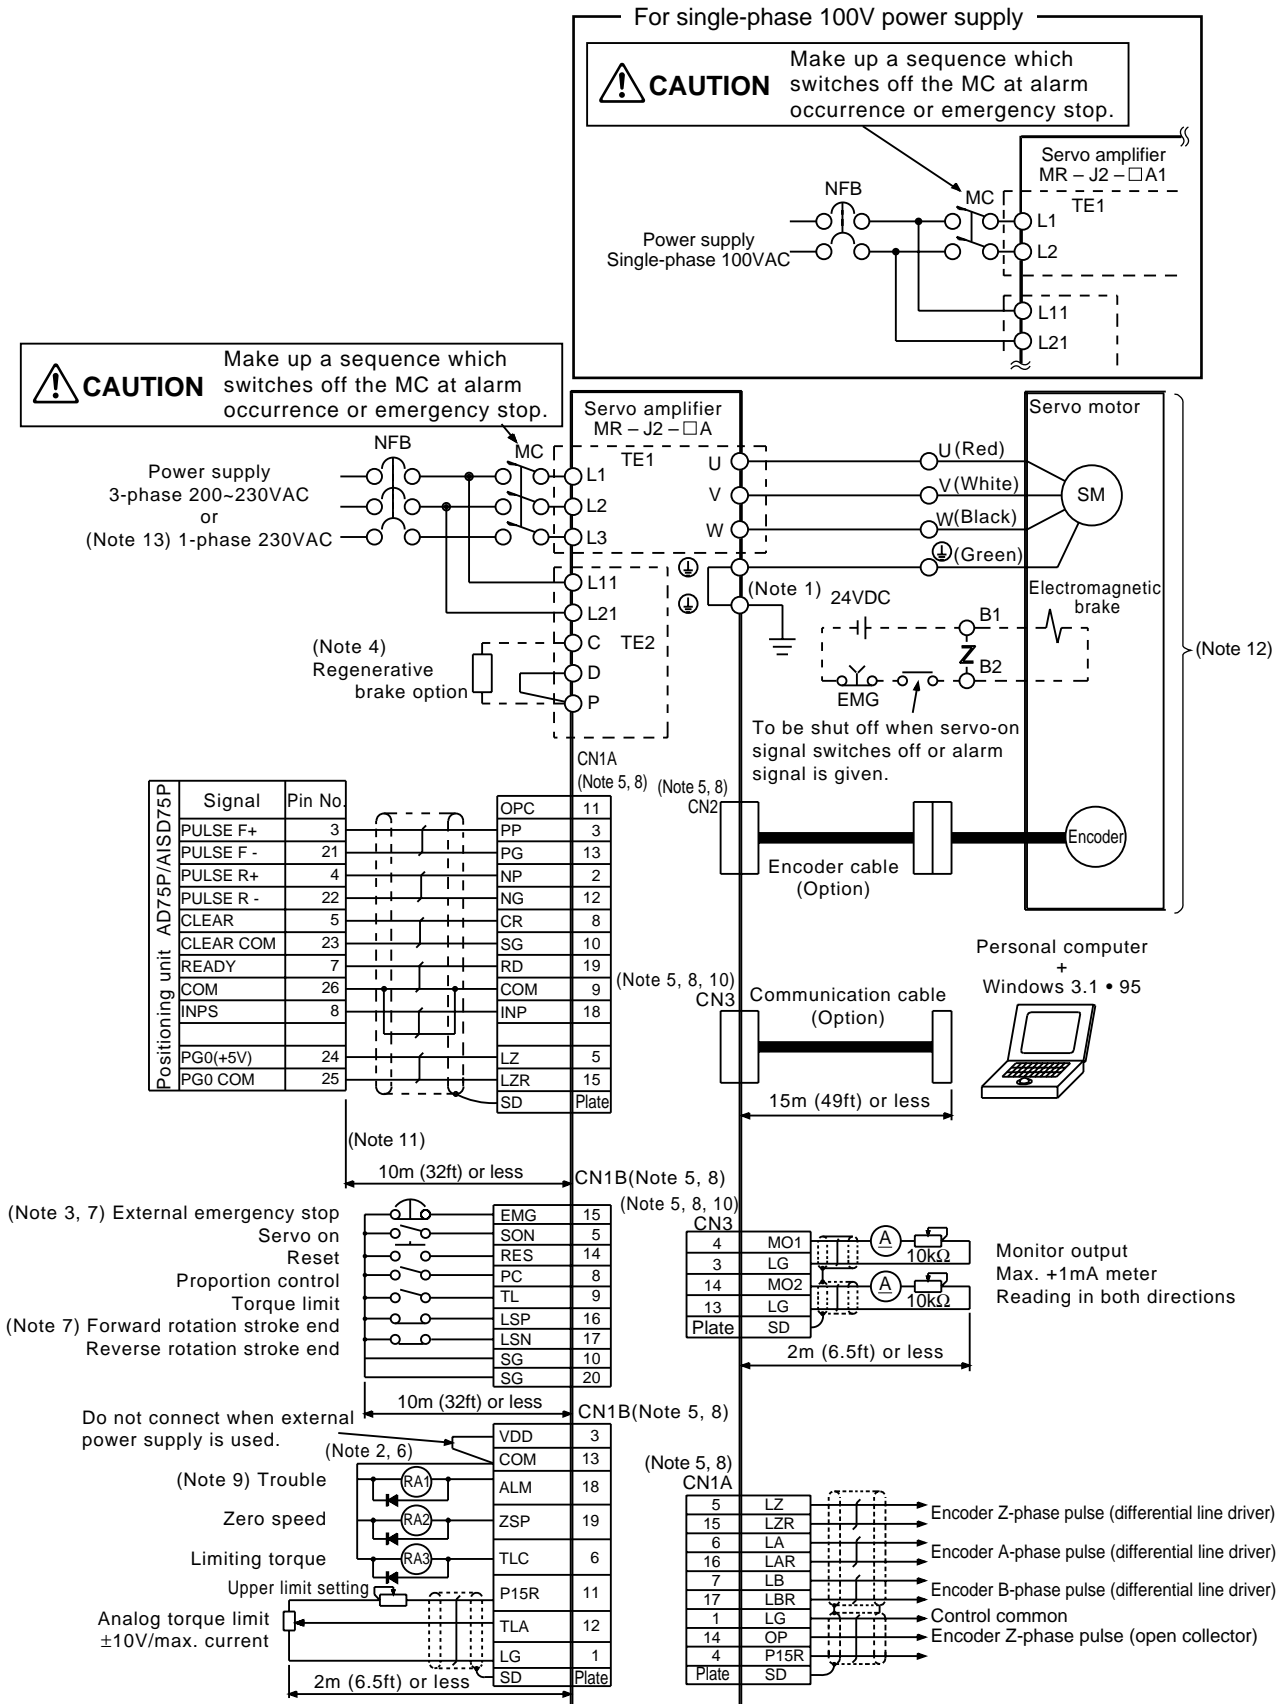 For single-phase 100V power supply
CAUTION
Make up a sequence which
switches off the MC at alarm
occurrence or emergency stop.
Servo amplifier
MR – J2 – □ A1
NFB
MC
TE1
L1
Power supply
Single-phase 100VAC
L2
L11
L21
CAUTION
Make up a sequence which
switches off the MC at alarm
occurrence or emergency stop.
Servo amplifier
MR – J2 – □ A
Servo motor
NFB
MC
TE1
Power supply
3-phase 200~230VAC
or
(Note 13) 1-phase 230VAC
L1
L2
L3
U
V
W
U (Red)
V (White)
W (Black)
(Green)
SM
L11
L21
C
D
P
TE2
(Note 1)
(Note 4)
Regenerative
brake option
24VDC
Electromagnetic
brake
B1
B2
Z
EMG
(Note 12)
To be shut off when servo-on
signal switches off or alarm
signal is given.
CN1A
(Note 5, 8)
(Note 5, 8)
CN2
Encoder cable
(Option)
Encoder
Positioning unit AD75P/AISD75P
Signal Pin No.
OPC 11
PULSE F+ 3 PP 3
PULSE F - 21 PG 13
PULSE R+ 4 NP 2
PULSE R - 22 NG 12
CLEAR 5 CR 8
CLEAR COM 23 SG 10
READY 7 RD 19
COM 26 COM 9
INPS 8 INP 18
PG0(+5V) 24 LZ 5
PG0 COM 25 LZR 15
SD Plate
(Note 5, 8, 10)
CN3
Communication cable
(Option)
Personal computer
+
Windows 3.1 • 95
15m (49ft) or less
(Note 11)
10m (32ft) or less
CN1B(Note 5, 8)
(Note 3, 7) External emergency stop EMG 15
Servo on SON 5
Reset RES 14
Proportion control PC 8
Torque limit TL 9
(Note 7) Forward rotation stroke end LSP 16
Reverse rotation stroke end LSN 17
SG 10
SG 20
10m (32ft) or less
(Note 5, 8, 10)
CN3
4 MO1 A 10kΩ
3 LG
14 MO2 A 10kΩ
13 LG
Plate SD
Monitor output
Max. +1mA meter
Reading in both directions
2m (6.5ft) or less
CN1B(Note 5, 8)
Do not connect when external
power supply is used.
(Note 2, 6)
VDD 3
COM 13
(Note 9) Trouble RA1 ALM 18
Zero speed RA2 ZSP 19
Limiting torque RA3 TLC 6
Upper limit setting P15R 11
Analog torque limit
±10V/max. current
TLA 12
LG 1
SD Plate
2m (6.5ft) or less
(Note 5, 8)
CN1A
5 LZ
15 LZR
Encoder Z-phase pulse (differential line driver)
6 LA
16 LAR
Encoder A-phase pulse (differential line driver)
7 LB
17 LBR
Encoder B-phase pulse (differential line driver)
1 LG Control common
14 OP Encoder Z-phase pulse (open collector)
4 P15R
Plate SD